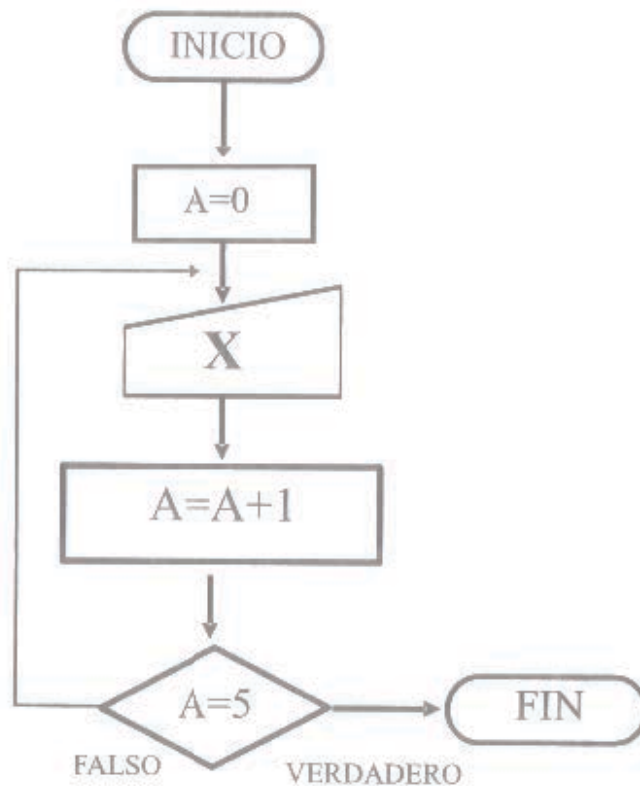 INICIO
A=0
X
A=A+1
A=5
FIN
FALSO
VERDADERO